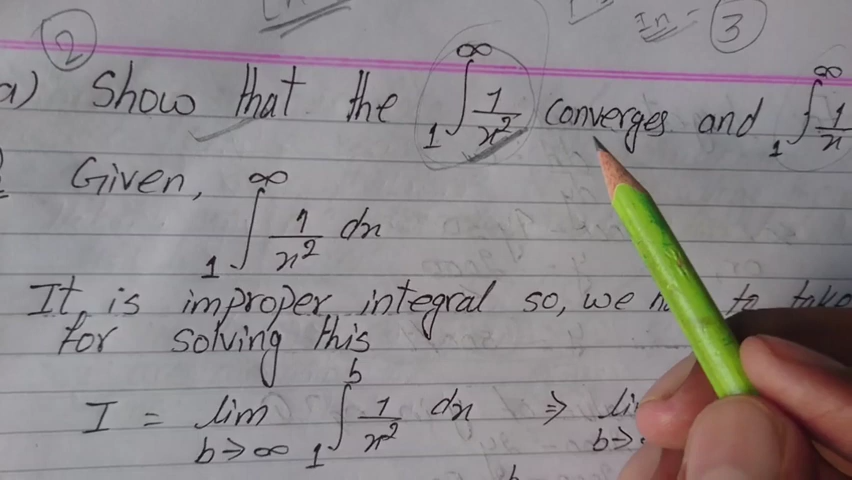 In = ③
②
a) Show that the ∫₁^∞ 1/x² converges and ∫₁^∞ 1/x
Given,
∫₁^∞ 1/x² dx
It is improper integral so, we to take
for solving this
I = lim b→∞ ∫₁^b 1/x² dx ⇒ b→
b